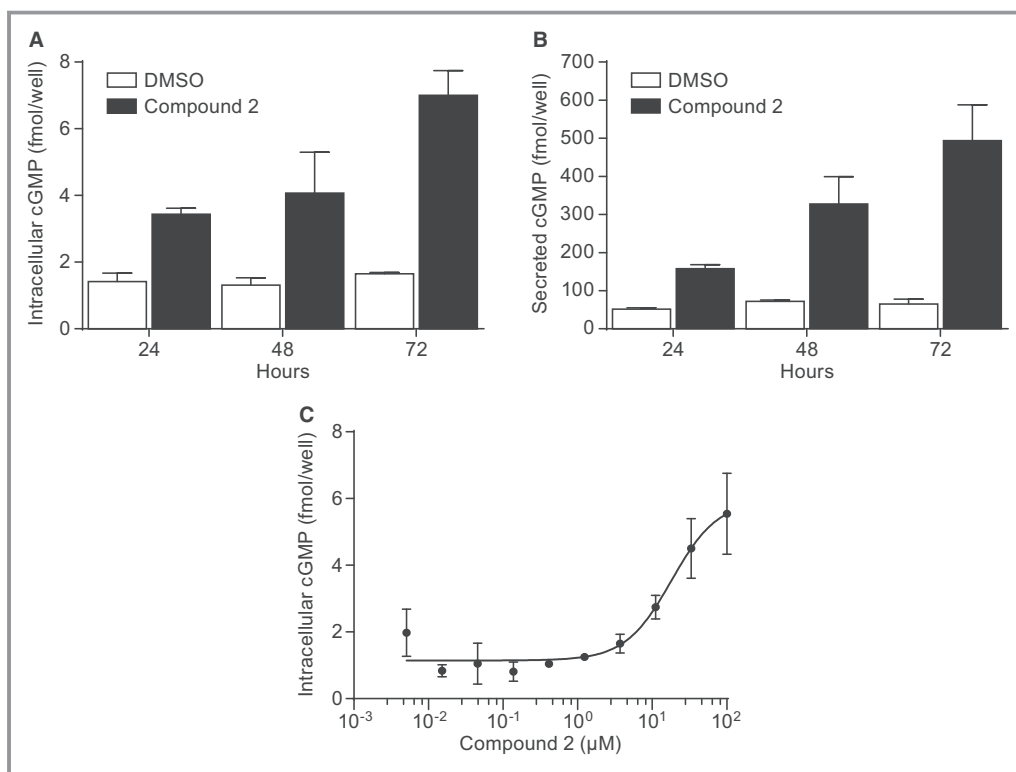 A
Intracellular cGMP (fmol/well)
8
6
4
2
0
DMSO
Compound 2
24 48 72
Hours
B
Secreted cGMP (fmol/well)
700
600
500
400
300
200
100
0
DMSO
Compound 2
24 48 72
Hours
C
Intracellular cGMP (fmol/well)
8
6
4
2
0
10⁻³ 10⁻² 10⁻¹ 10⁰ 10¹ 10²
Compound 2 (µM)